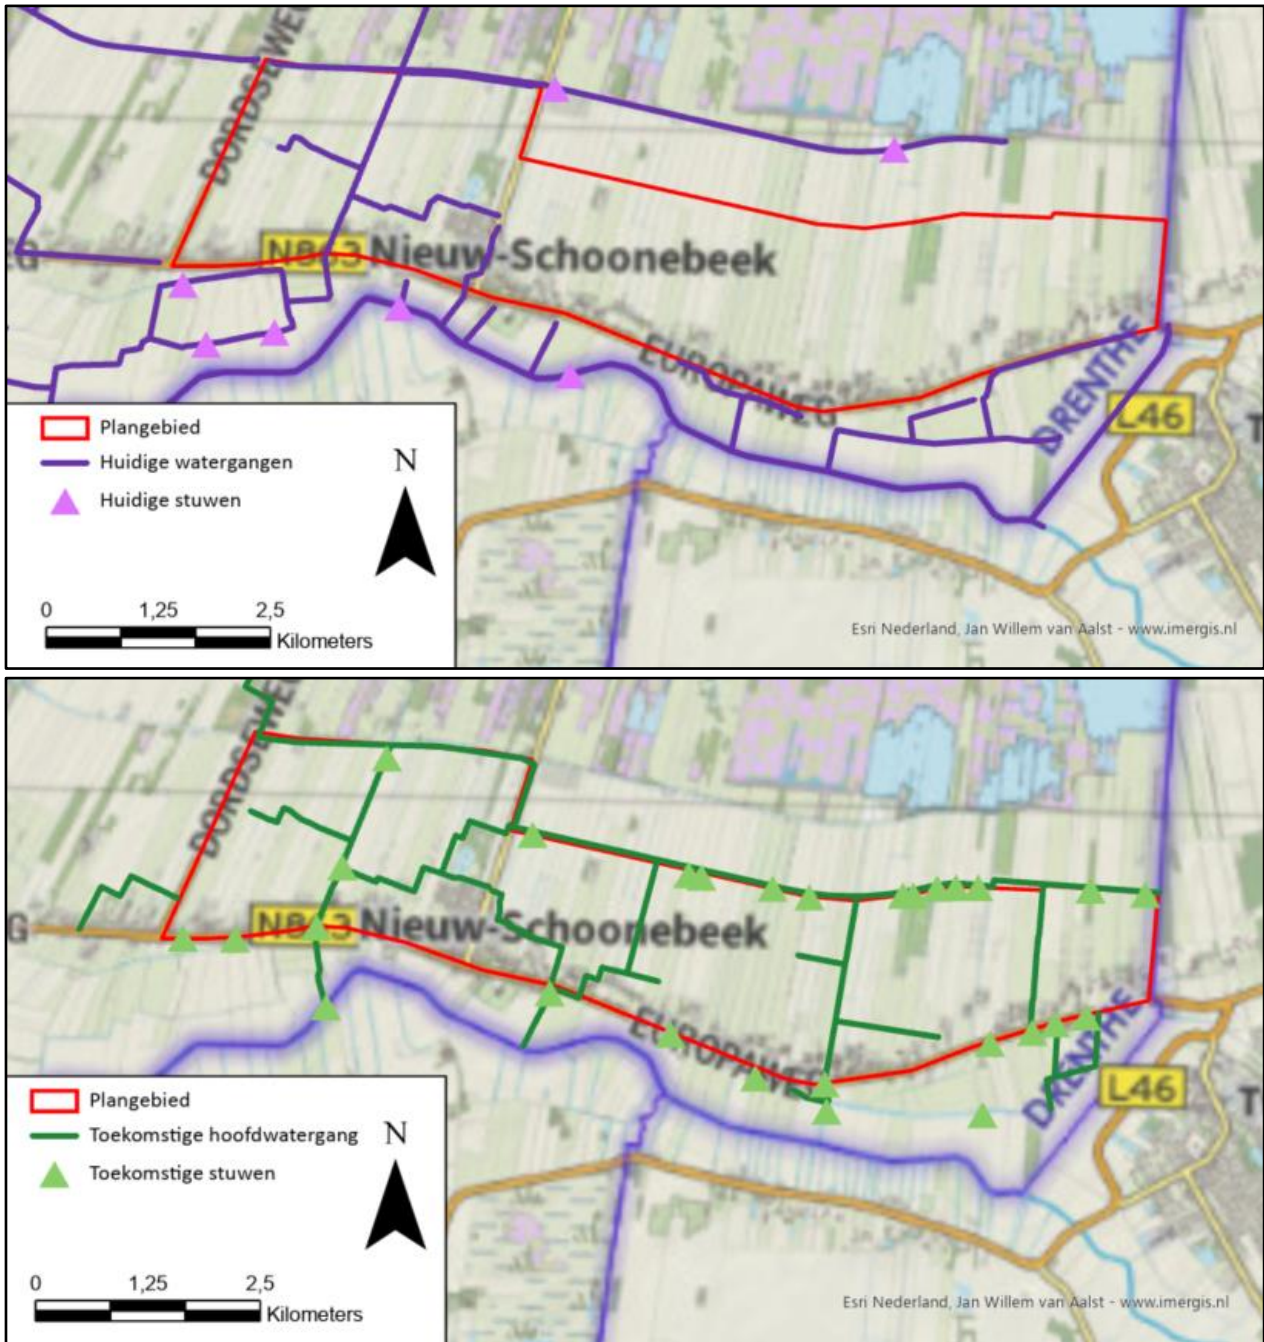 DORDSEWEG
N863 Nieuw-Schoonebeek
EG
EUROPAWEG
DRENTHE
L46
T
Plangebied
Huidige watergangen
Huidige stuwen
N
0 1,25 2,5
Kilometers
Esri Nederland, Jan Willem van Aalst - www.imergis.nl
DORDSEWEG
N863 Nieuw-Schoonebeek
G
EUROPAWEG
DRENTHE
L46
T
Plangebied
Toekomstige hoofdwatergang
Toekomstige stuwen
N
0 1,25 2,5
Kilometers
Esri Nederland, Jan Willem van Aalst - www.imergis.nl